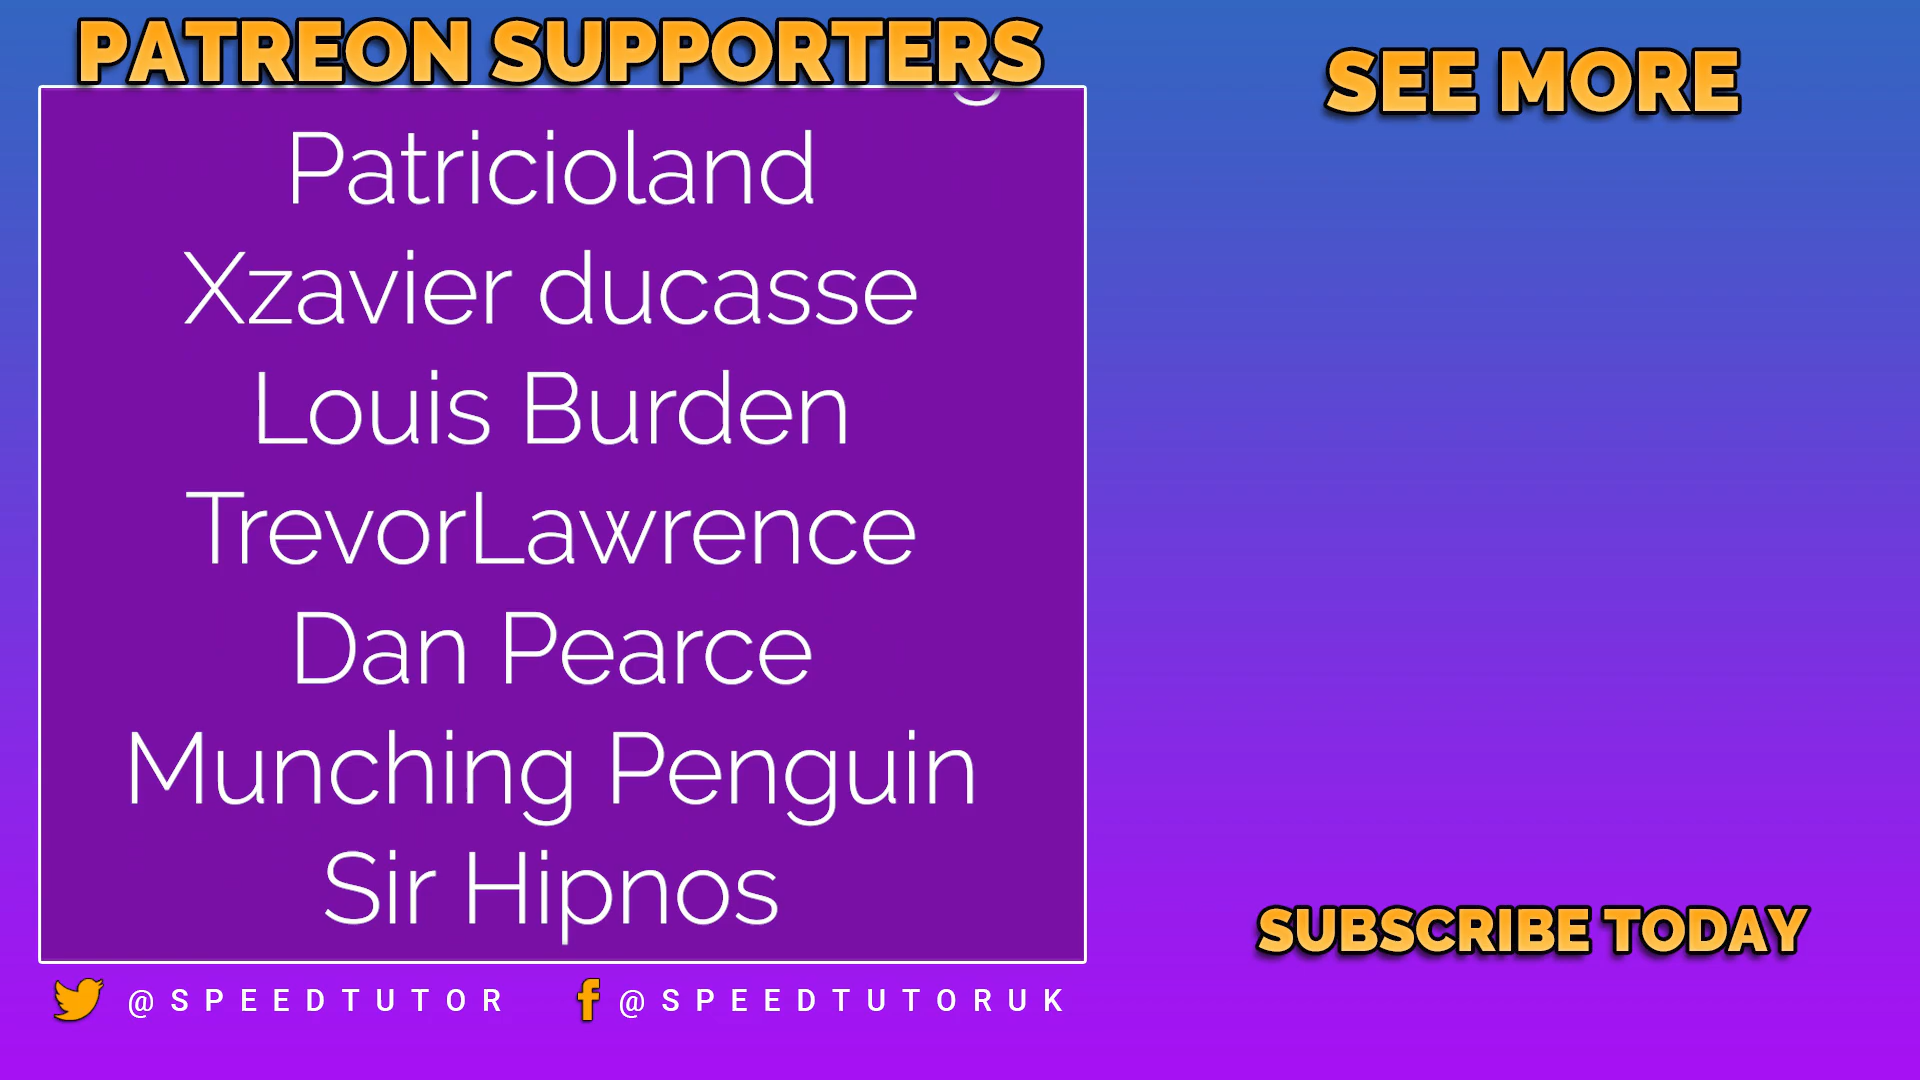 PATREON SUPPORTERS
Patricioland
Xzavier ducasse
Louis Burden
TrevorLawrence
Dan Pearce
Munching Penguin
Sir Hipnos
@SPEEDTUTOR
@SPEEDTUTORUK
SEE MORE
SUBSCRIBE TODAY